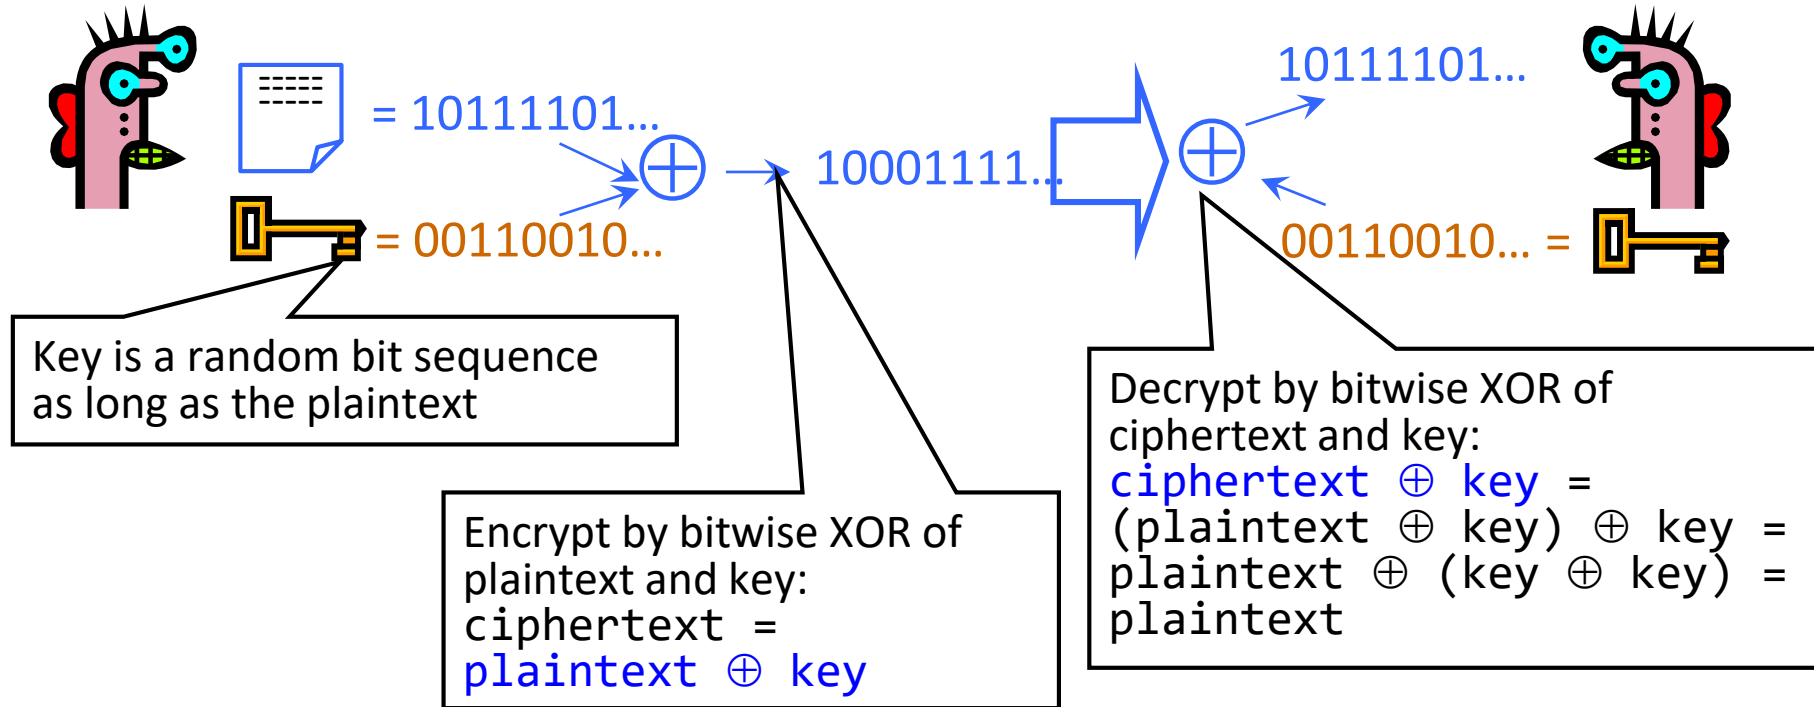 = 10111101...
= 00110010...
10001111...
10111101...
00110010... =
Key is a random bit sequence
as long as the plaintext
Encrypt by bitwise XOR of
plaintext and key:
ciphertext =
plaintext ⊕ key
Decrypt by bitwise XOR of
ciphertext and key:
ciphertext ⊕ key =
(plaintext ⊕ key) ⊕ key =
plaintext ⊕ (key ⊕ key) =
plaintext